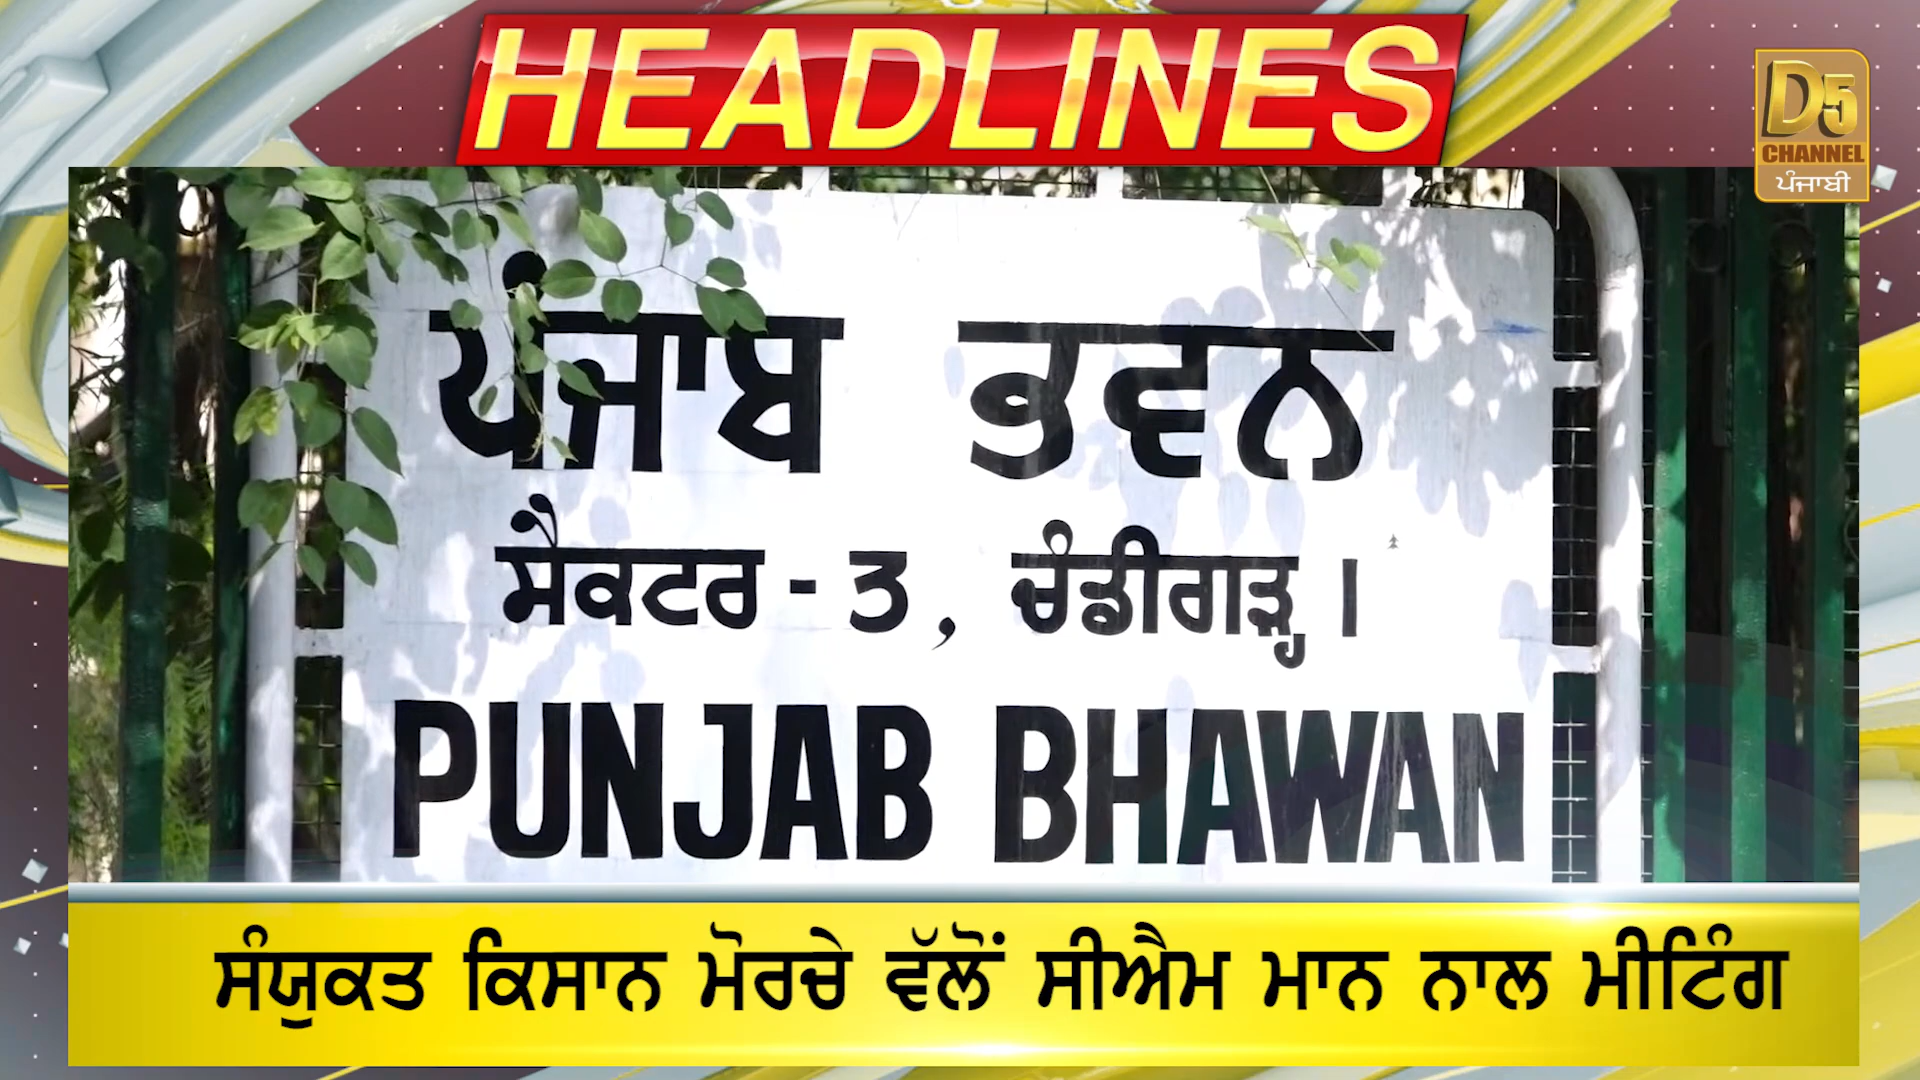 HEADLINES
D5
CHANNEL
ਪੰਜਾਬੀ
ਪੰਜਾਬ ਭਵਨ
ਸੈਕਟਰ - 3, ਚੰਡੀਗੜ੍ਹ।
PUNJAB BHAWAN
ਸੰਯੁਕਤ ਕਿਸਾਨ ਮੋਰਚੇ ਵੱਲੋਂ ਸੀਐਮ ਮਾਨ ਨਾਲ ਮੀਟਿੰਗ